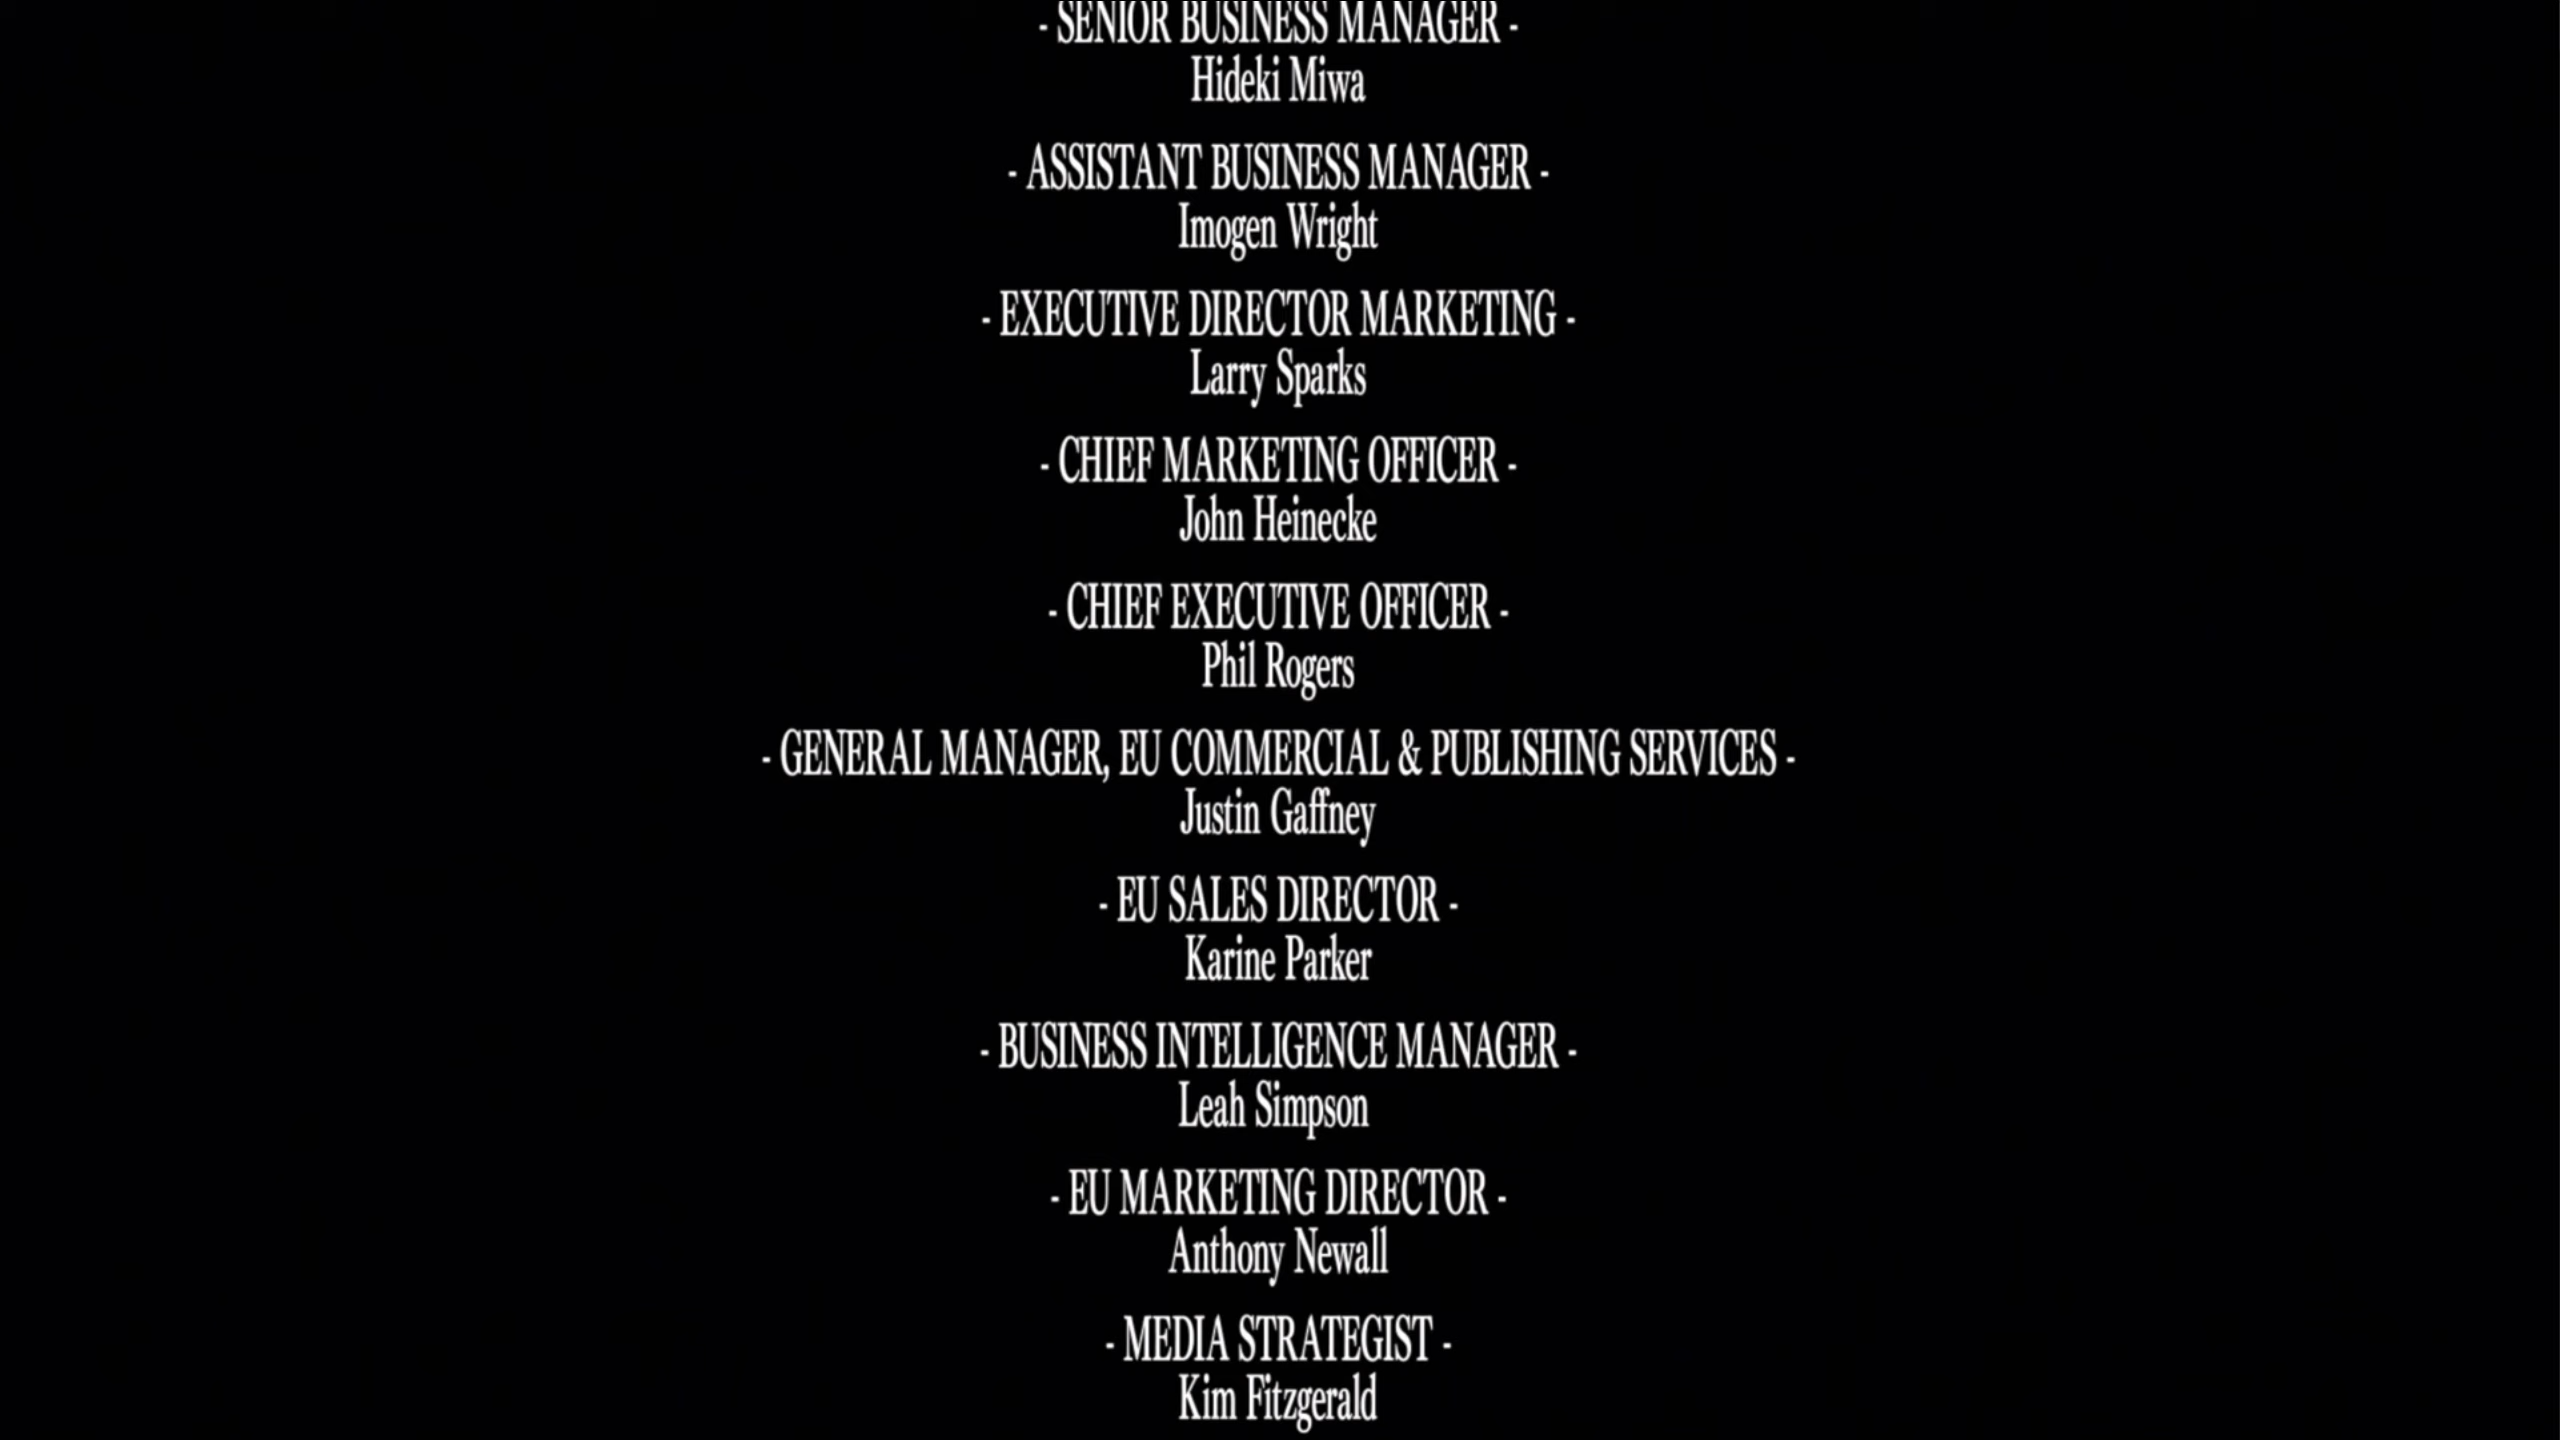 - SENIOR BUSINESS MANAGER -
Hideki Miwa
- ASSISTANT BUSINESS MANAGER -
Imogen Wright
- EXECUTIVE DIRECTOR MARKETING -
Larry Sparks
- CHIEF MARKETING OFFICER -
John Heinecke
- CHIEF EXECUTIVE OFFICER -
Phil Rogers
- GENERAL MANAGER, EU COMMERCIAL & PUBLISHING SERVICES -
Justin Gaffney
- EU SALES DIRECTOR -
Karine Parker
- BUSINESS INTELLIGENCE MANAGER -
Leah Simpson
- EU MARKETING DIRECTOR -
Anthony Newall
- MEDIA STRATEGIST -
Kim Fitzgerald